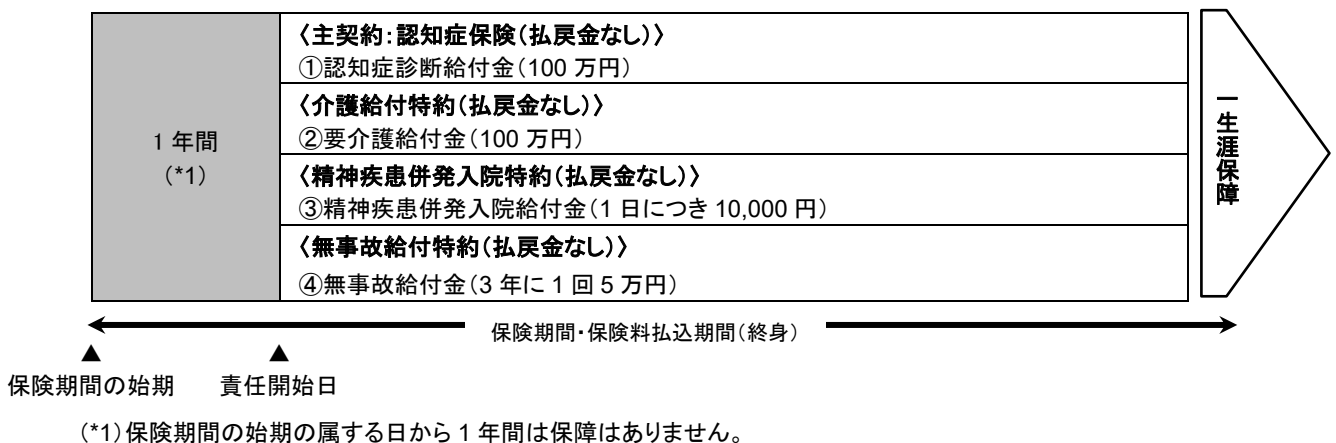 1 年間
(*1)
〈主契約:認知症保険(払戻金なし)〉
①認知症診断給付金(100 万円)
〈介護給付特約(払戻金なし)〉
②要介護給付金(100 万円)
〈精神疾患併発入院特約(払戻金なし)〉
③精神疾患併発入院給付金(1 日につき 10,000 円)
〈無事故給付特約(払戻金なし)〉
④無事故給付金(3 年に 1 回 5 万円)
一生涯保障
保険期間・保険料払込期間(終身)
▲ ▲
保険期間の始期 責任開始日
(*1)保険期間の始期の属する日から 1 年間は保障はありません。